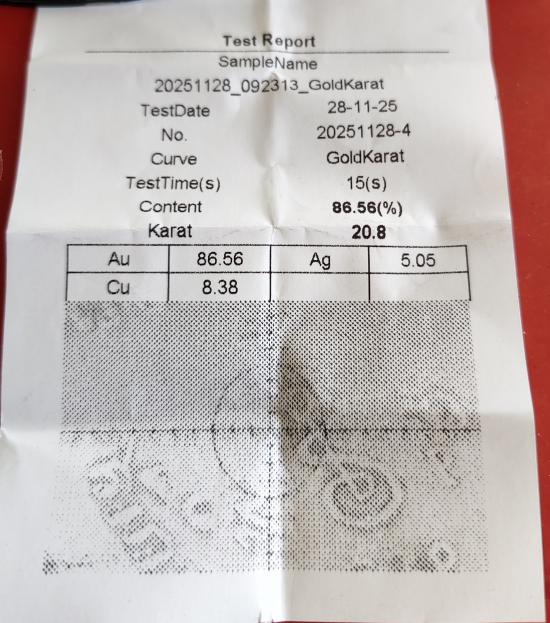 Test Report
SampleName
20251128_092313_GoldKarat
TestDate 28-11-25
No. 20251128-4
Curve GoldKarat
TestTime(s) 15(s)
Content 86.56(%)
Karat 20.8
Au 86.56 Ag 5.05
Cu 8.38